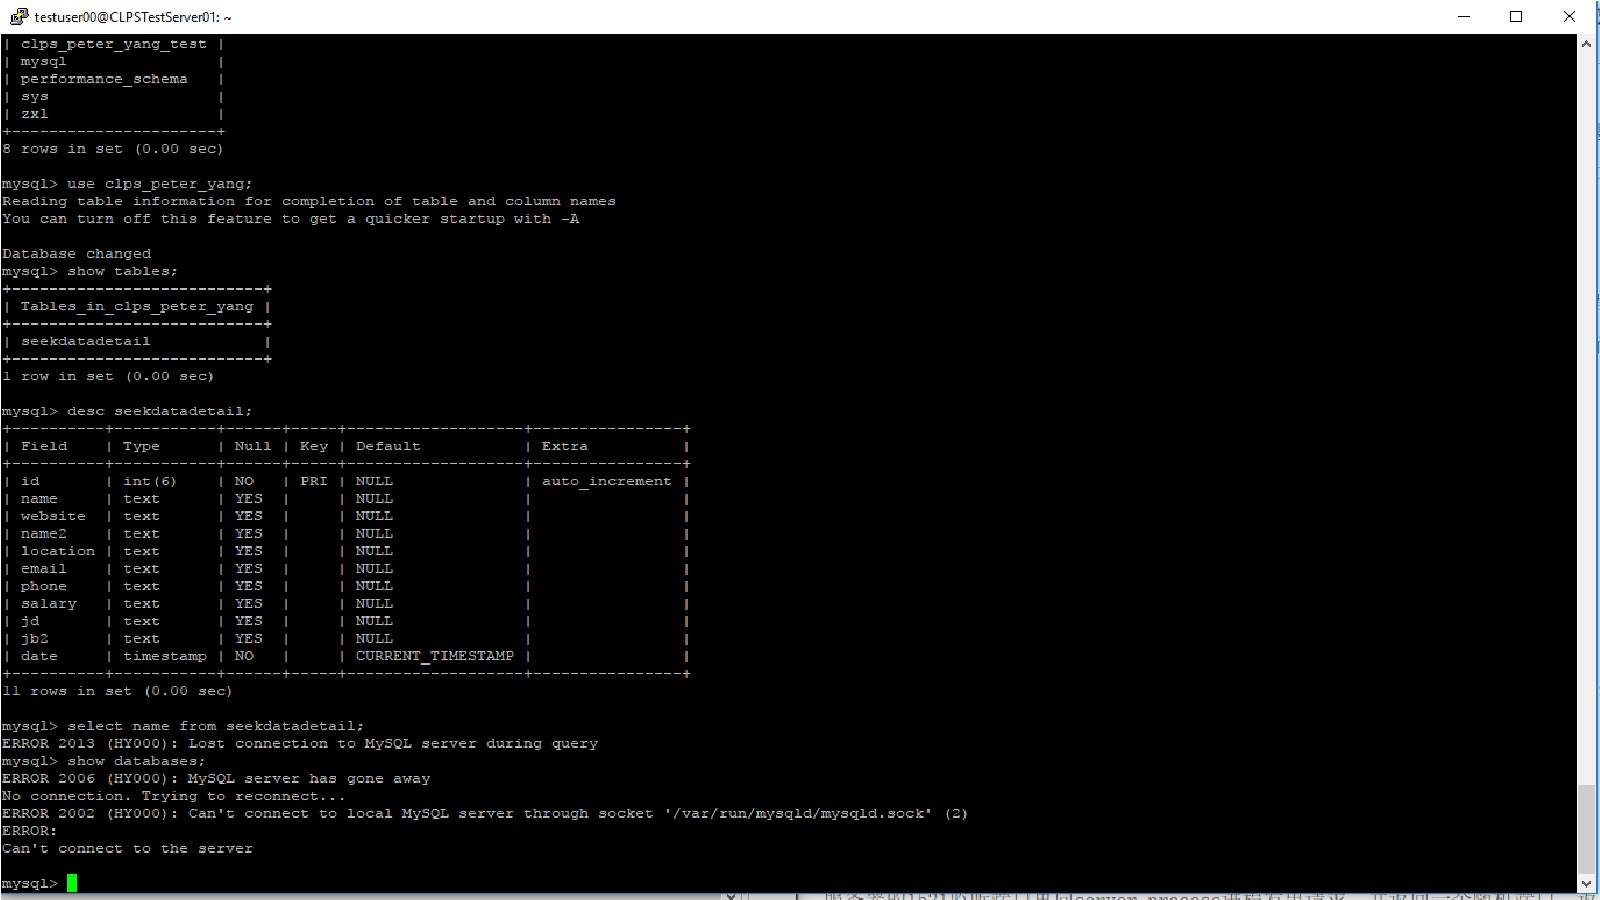 testuser00@CLPSTestServer01: ~
| clps_peter_yang_test |
| mysql                |
| performance_schema   |
| sys                  |
| zxl                  |
+----------------------+
8 rows in set (0.00 sec)
mysql> use clps_peter_yang;
Reading table information for completion of table and column names
You can turn off this feature to get a quicker startup with -A
Database changed
mysql> show tables;
+---------------------------+
| Tables_in_clps_peter_yang |
+---------------------------+
| seekdatadetail            |
+---------------------------+
1 row in set (0.00 sec)
mysql> desc seekdatadetail;
+----------+-----------+------+-----+-------------------+----------------+
| Field    | Type      | Null | Key | Default           | Extra          |
+----------+-----------+------+-----+-------------------+----------------+
| id       | int(6)    | NO   | PRI | NULL              | auto_increment |
| name     | text      | YES  |     | NULL              |                |
| website  | text      | YES  |     | NULL              |                |
| name2    | text      | YES  |     | NULL              |                |
| location | text      | YES  |     | NULL              |                |
| email    | text      | YES  |     | NULL              |                |
| phone    | text      | YES  |     | NULL              |                |
| salary   | text      | YES  |     | NULL              |                |
| jd       | text      | YES  |     | NULL              |                |
| jb2      | text      | YES  |     | NULL              |                |
| date     | timestamp | NO   |     | CURRENT_TIMESTAMP |                |
+----------+-----------+------+-----+-------------------+----------------+
11 rows in set (0.00 sec)
mysql> select name from seekdatadetail;
ERROR 2013 (HY000): Lost connection to MySQL server during query
mysql> show databases;
ERROR 2006 (HY000): MySQL server has gone away
No connection. Trying to reconnect...
ERROR 2002 (HY000): Can't connect to local MySQL server through socket '/var/run/mysqld/mysqld.sock' (2)
ERROR:
Can't connect to the server
mysql>